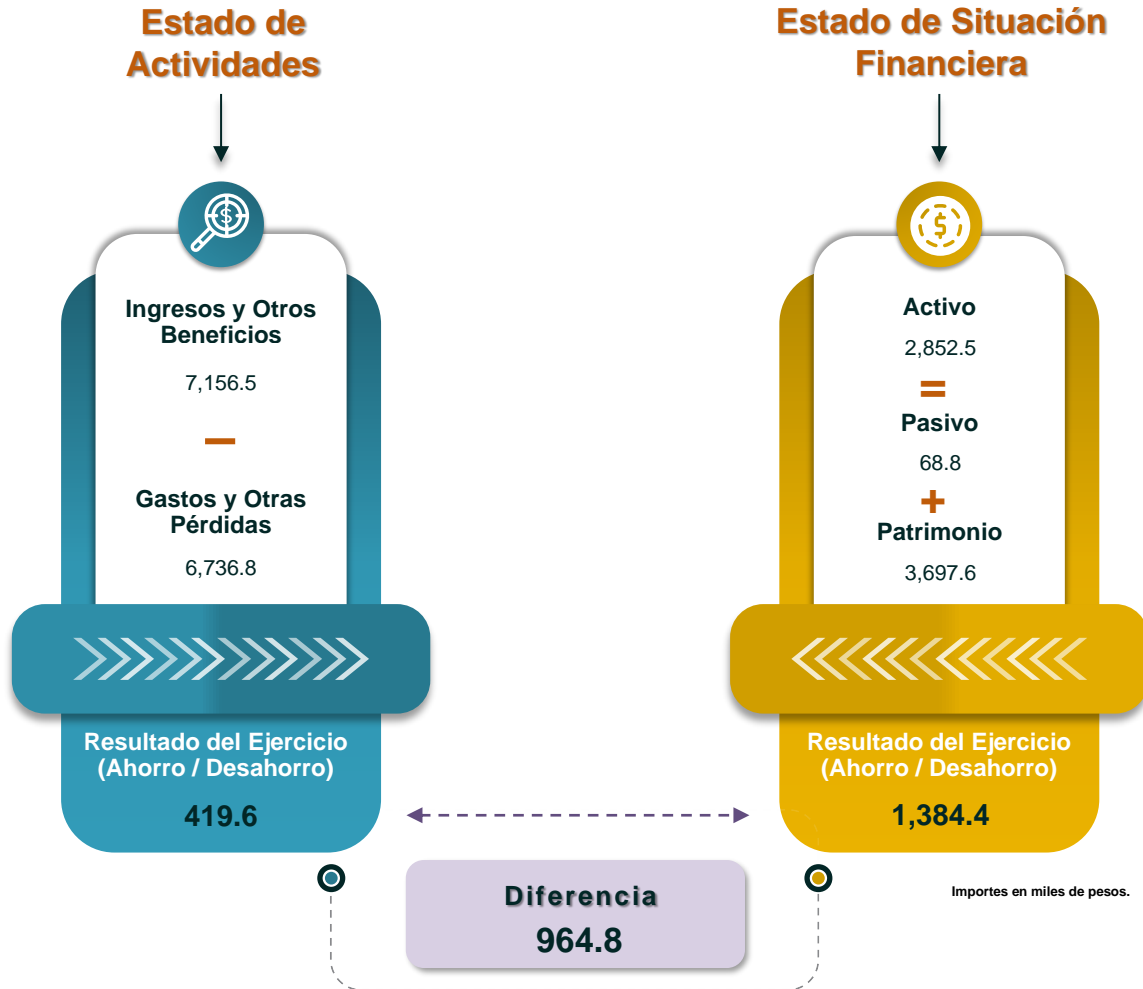 Estado de
Actividades
Ingresos y Otros
Beneficios
7,156.5
–
Gastos y Otras
Pérdidas
6,736.8
Resultado del Ejercicio
(Ahorro / Desahorro)
419.6
Estado de Situación
Financiera
Activo
2,852.5
=
Pasivo
68.8
+
Patrimonio
3,697.6
Resultado del Ejercicio
(Ahorro / Desahorro)
1,384.4
Diferencia
964.8
Importes en miles de pesos.